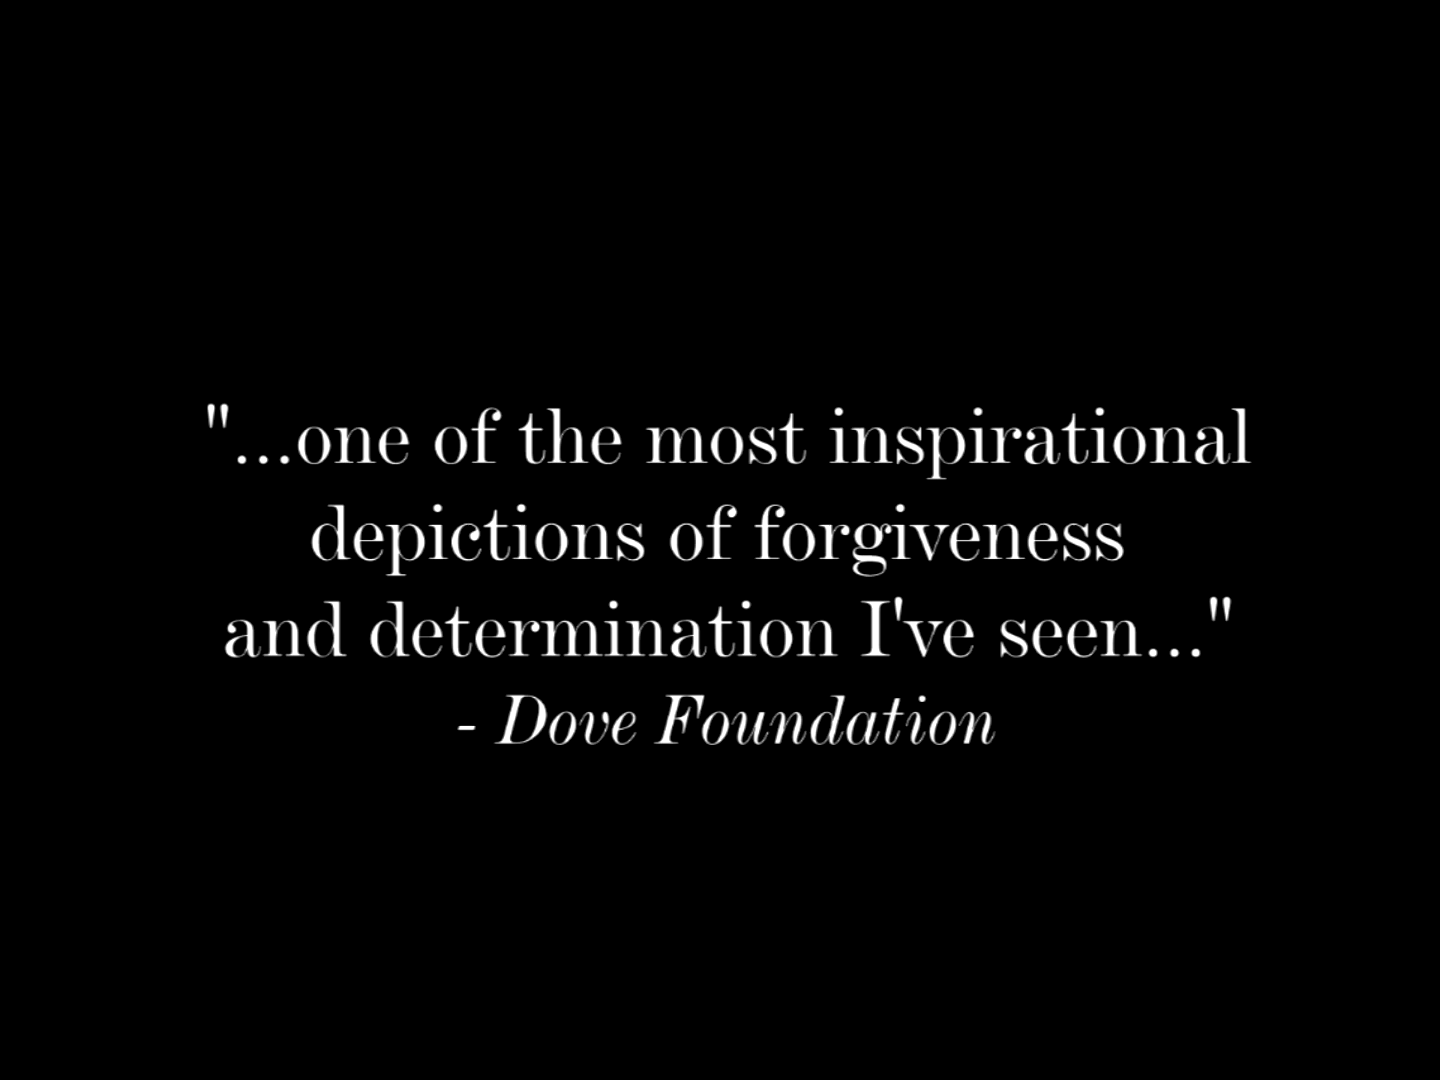 "...one of the most inspirational
depictions of forgiveness
and determination I've seen..."
- Dove Foundation